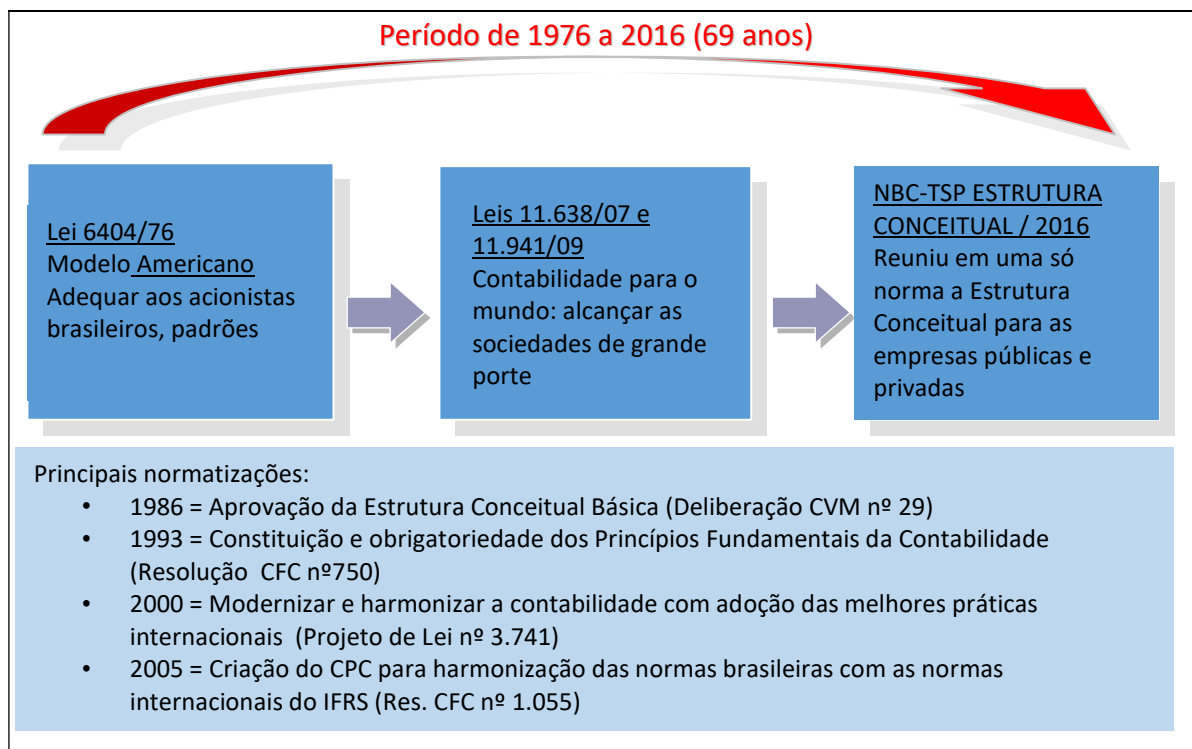 Período de 1976 a 2016 (69 anos)
Lei 6404/76
Modelo Americano
Adequar aos acionistas
brasileiros, padrões
Leis 11.638/07 e
11.941/09
Contabilidade para o
mundo: alcançar as
sociedades de grande
porte
NBC-TSP ESTRUTURA
CONCEITUAL / 2016
Reuniu em uma só
norma a Estrutura
Conceitual para as
empresas públicas e
privadas
Principais normatizações:
• 1986 = Aprovação da Estrutura Conceitual Básica (Deliberação CVM nº 29)
• 1993 = Constituição e obrigatoriedade dos Princípios Fundamentais da Contabilidade
(Resolução CFC nº750)
• 2000 = Modernizar e harmonizar a contabilidade com adoção das melhores práticas
internacionais (Projeto de Lei nº 3.741)
• 2005 = Criação do CPC para harmonização das normas brasileiras com as normas
internacionais do IFRS (Res. CFC nº 1.055)